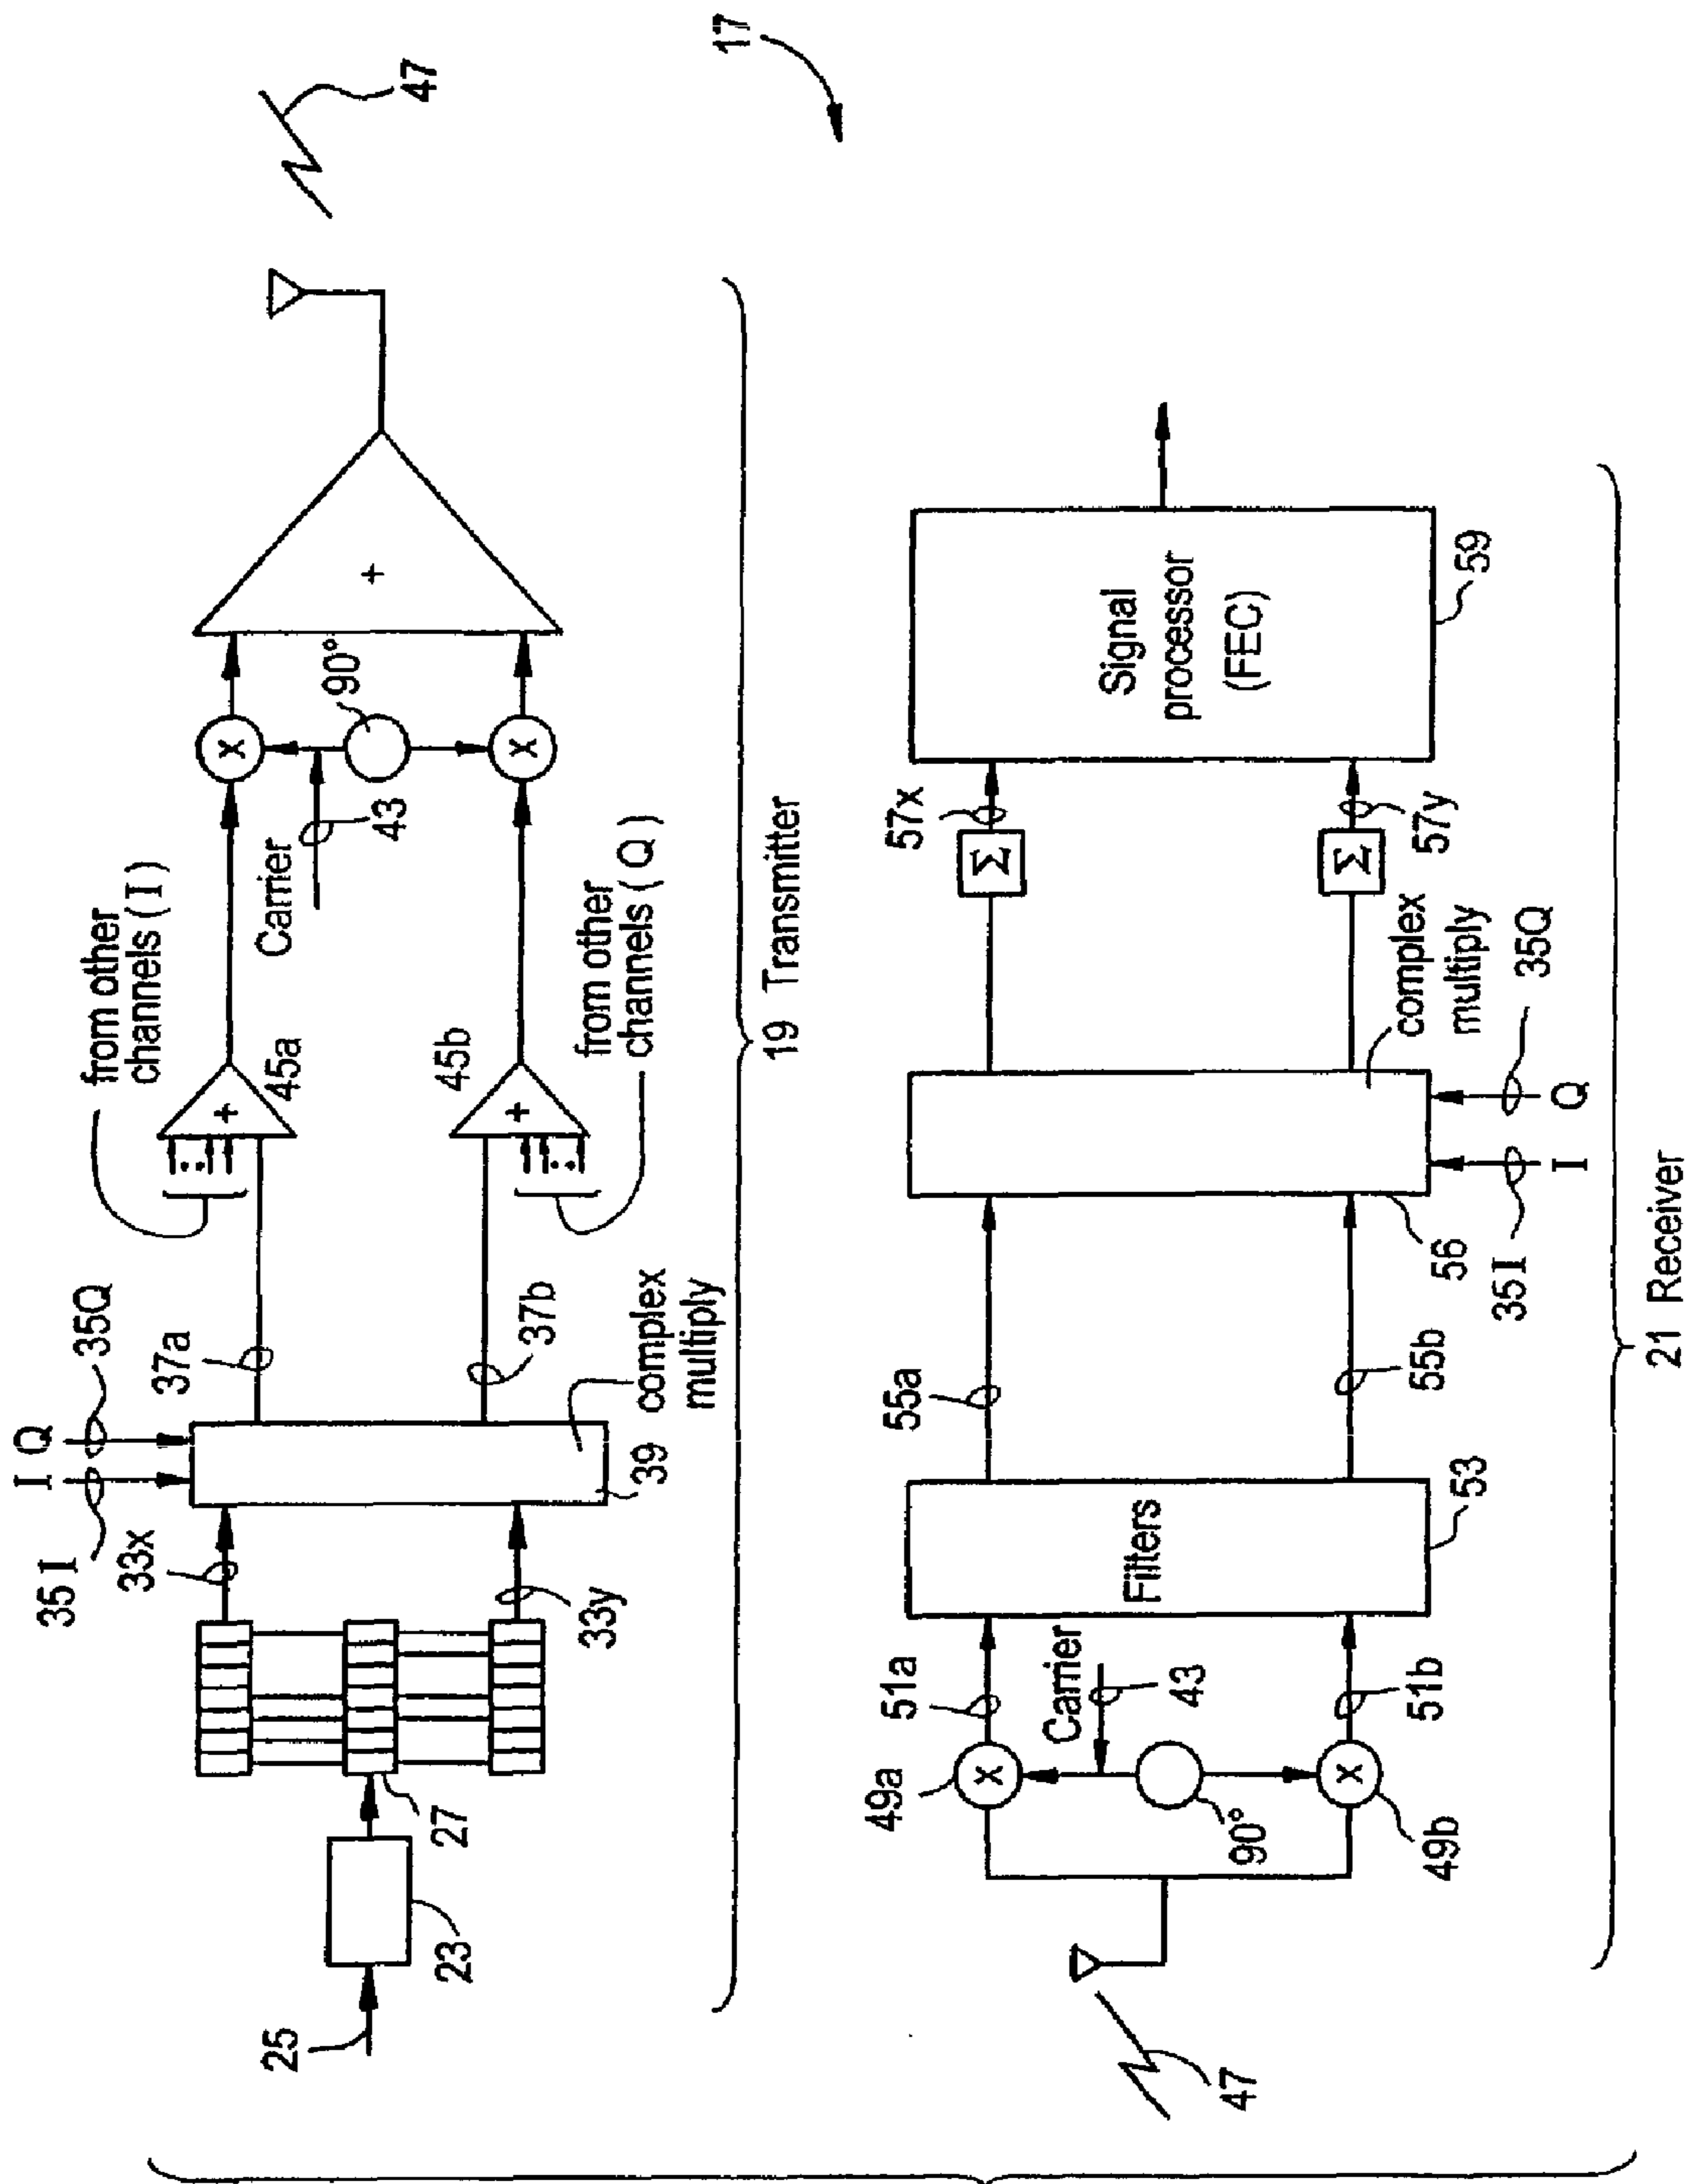 17
47
from other
channels (I)
45a
Carrier
43
90°
35I
I
Q
35Q
33x
37a
25
23
27
33y
39
complex
multiply
37b
45b
from other
channels (Q)
+
+
+
X
X
19 Transmitter
47
49a
X
90°
X
49b
51a
Carrier
43
51b
Filters
53
55a
55b
56
35I
I
Q
35Q
complex
multiply
Σ
Σ
57x
57y
Signal
processor
(FEC)
59
21 Receiver